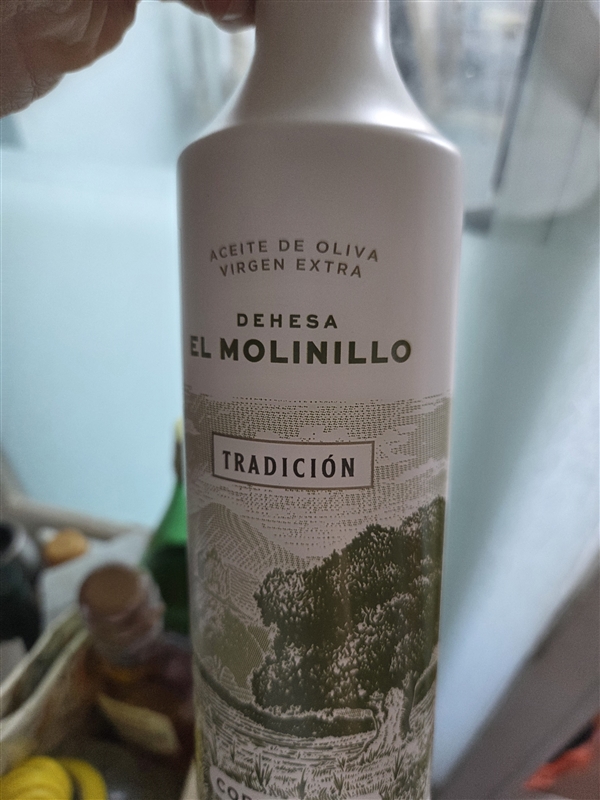 ACEITE DE OLIVA
VIRGEN EXTRA
DEHESA
EL MOLINILLO
TRADICIÓN